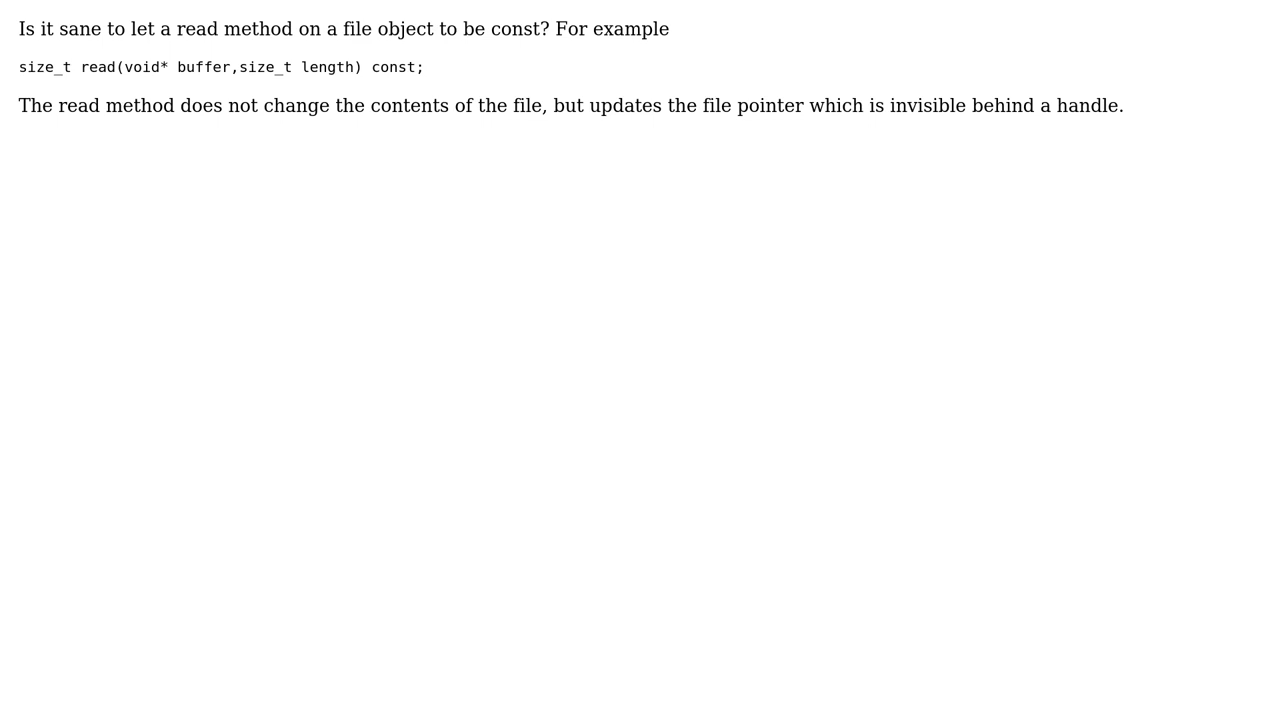 Is it sane to let a read method on a file object to be const? For example
size_t read(void* buffer,size_t length) const;
The read method does not change the contents of the file, but updates the file pointer which is invisible behind a handle.